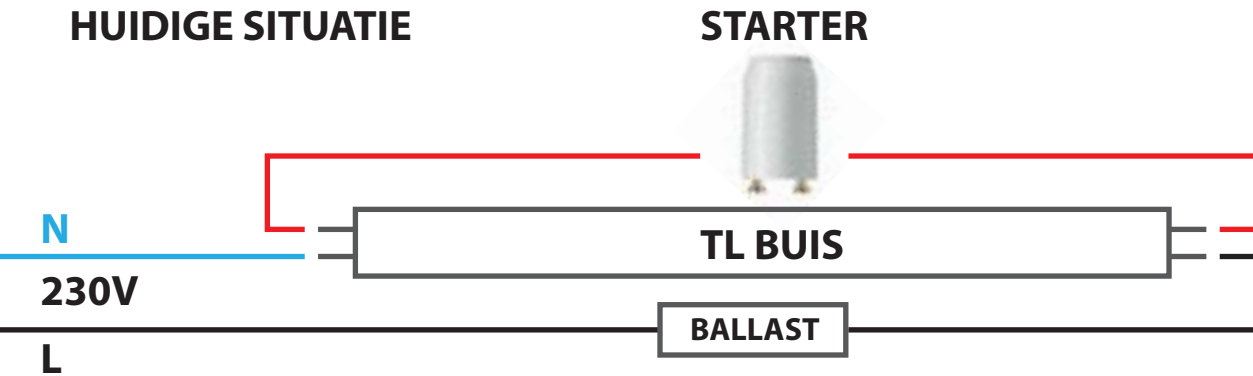 HUIDIGE SITUATIE
STARTER
N
TL BUIS
230V
BALLAST
L